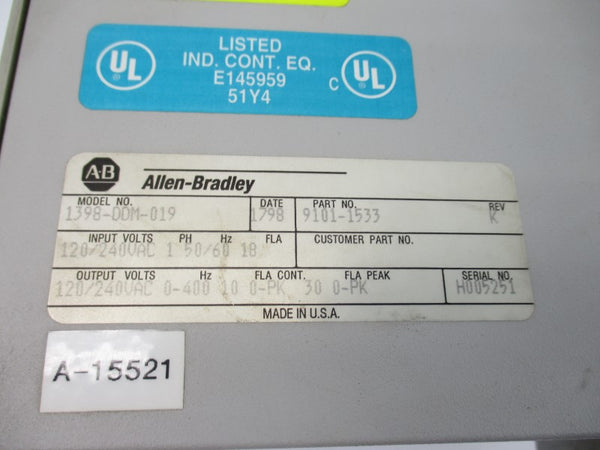 LISTED
IND. CONT. EQ.
E145959
51Y4
UL
C UL
AB Allen-Bradley
MODEL NO. DATE PART NO. REV
1398-DDM-019 1798 9101-1533 K
INPUT VOLTS PH Hz FLA CUSTOMER PART NO.
120/240VAC 1 50/60 18
OUTPUT VOLTS Hz FLA CONT. FLA PEAK SERIAL NO.
120/240VAC 0-400 10 0-PK 30 0-PK H005251
MADE IN U.S.A.
A-15521